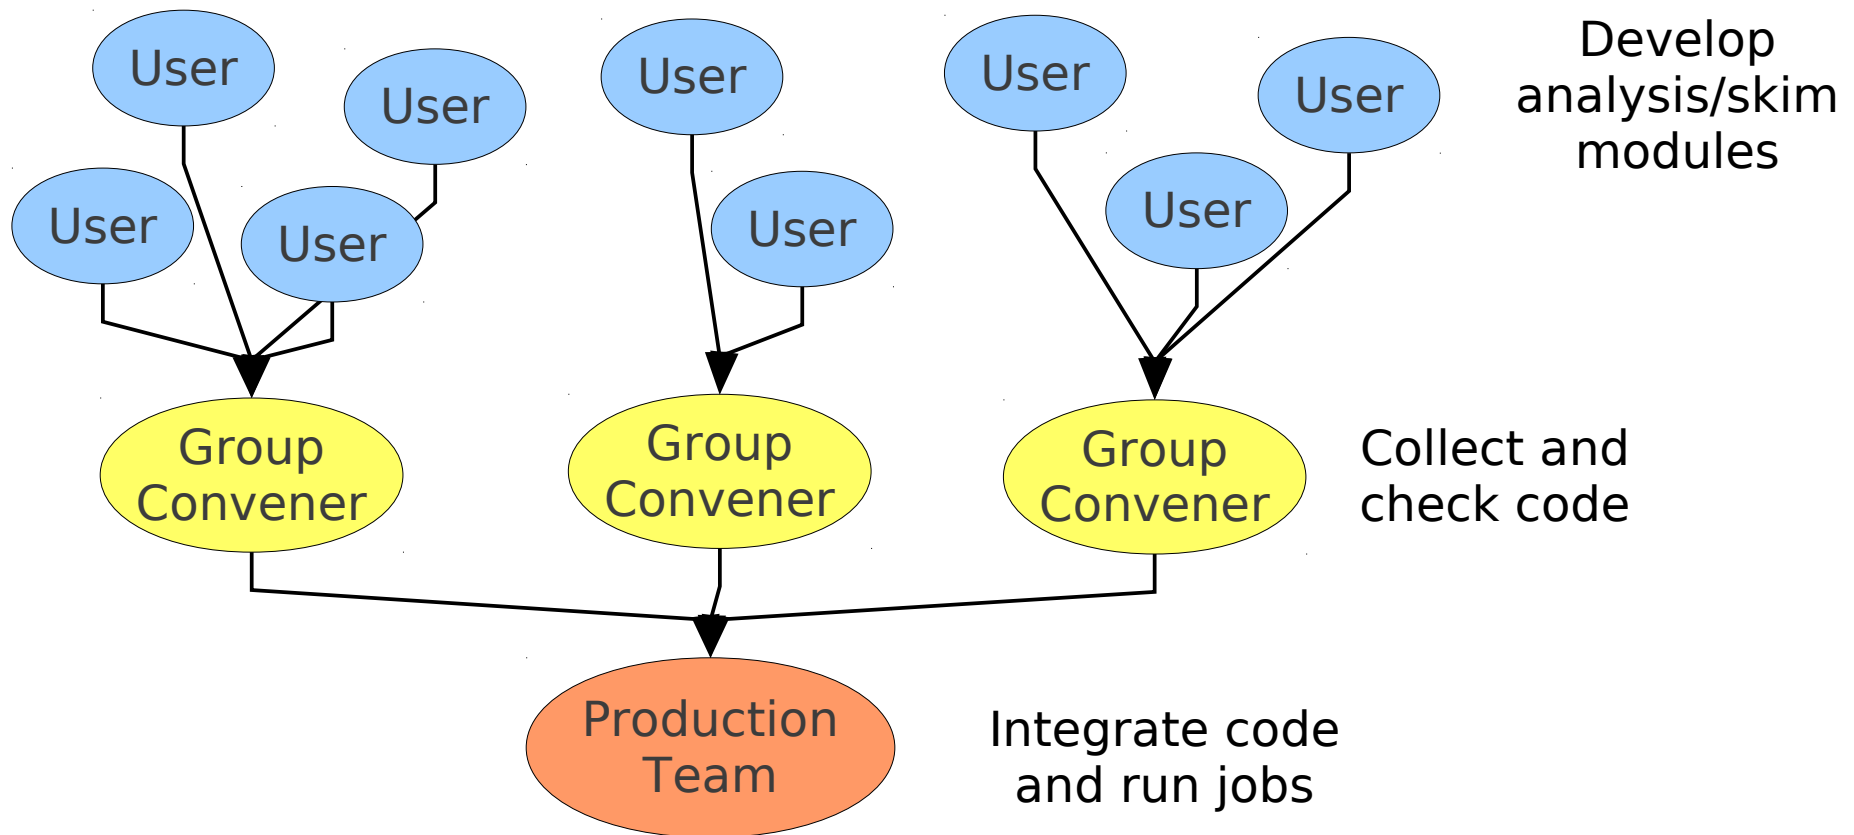 User
User
User
User
User
User
User
User
User
Develop
analysis/skim
modules
Group
Convener
Group
Convener
Group
Convener
Collect and
check code
Production
Team
Integrate code
and run jobs